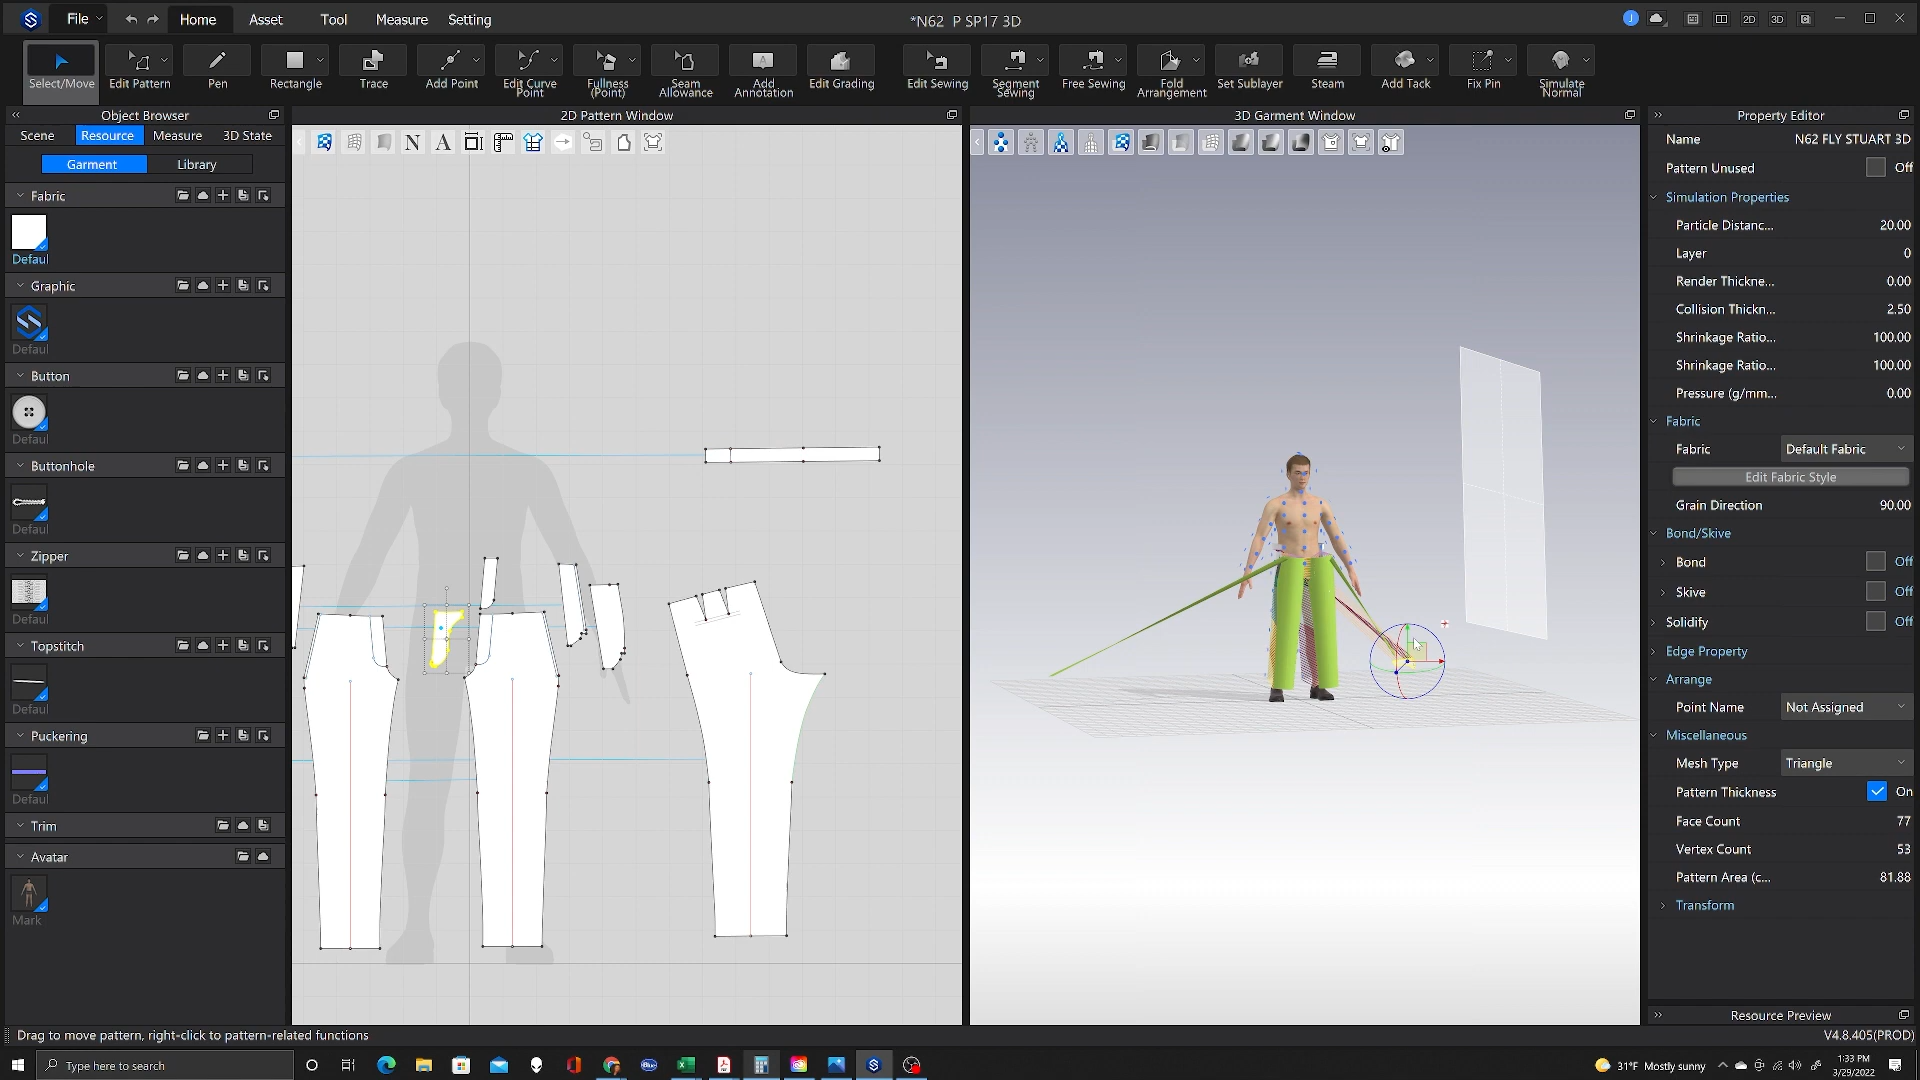 File
Home
Asset
Tool
Measure
Setting
*N62 P SP17 3D
J
2D
3D
Select/Move
Edit Pattern
Pen
Rectangle
Trace
Add Point
Edit Curve
Point
Fullness
(Point)
Seam
Allowance
Add
Annotation
Edit Grading
Edit Sewing
Segment
Sewing
Free Sewing
Fold
Arrangement
Set Sublayer
Steam
Add Tack
Fix Pin
Simulate
Normal
Object Browser
2D Pattern Window
3D Garment Window
Property Editor
Scene
Resource
Measure
3D State
Garment
Library
Fabric
Defaul
Graphic
Defaul
Button
Defaul
Buttonhole
Defaul
Zipper
Defaul
Topstitch
Defaul
Puckering
Defaul
Trim
Avatar
Mark
N
A
Name N62 FLY STUART 3D
Pattern Unused Off
Simulation Properties
Particle Distanc... 20.00
Layer 0
Render Thickne... 0.00
Collision Thickn... 2.50
Shrinkage Ratio... 100.00
Shrinkage Ratio... 100.00
Pressure (g/mm... 0.00
Fabric
Fabric Default Fabric
Edit Fabric Style
Grain Direction 90.00
Bond/Skive
Bond Off
Skive Off
Solidify Off
Edge Property
Arrange
Point Name Not Assigned
Miscellaneous
Mesh Type Triangle
Pattern Thickness On
Face Count 77
Vertex Count 53
Pattern Area (c... 81.88
Transform
Resource Preview
Drag to move pattern, right-click to pattern-related functions
V4.8.405(PROD)
Type here to search
31°F Mostly sunny
1:33 PM
3/29/2022